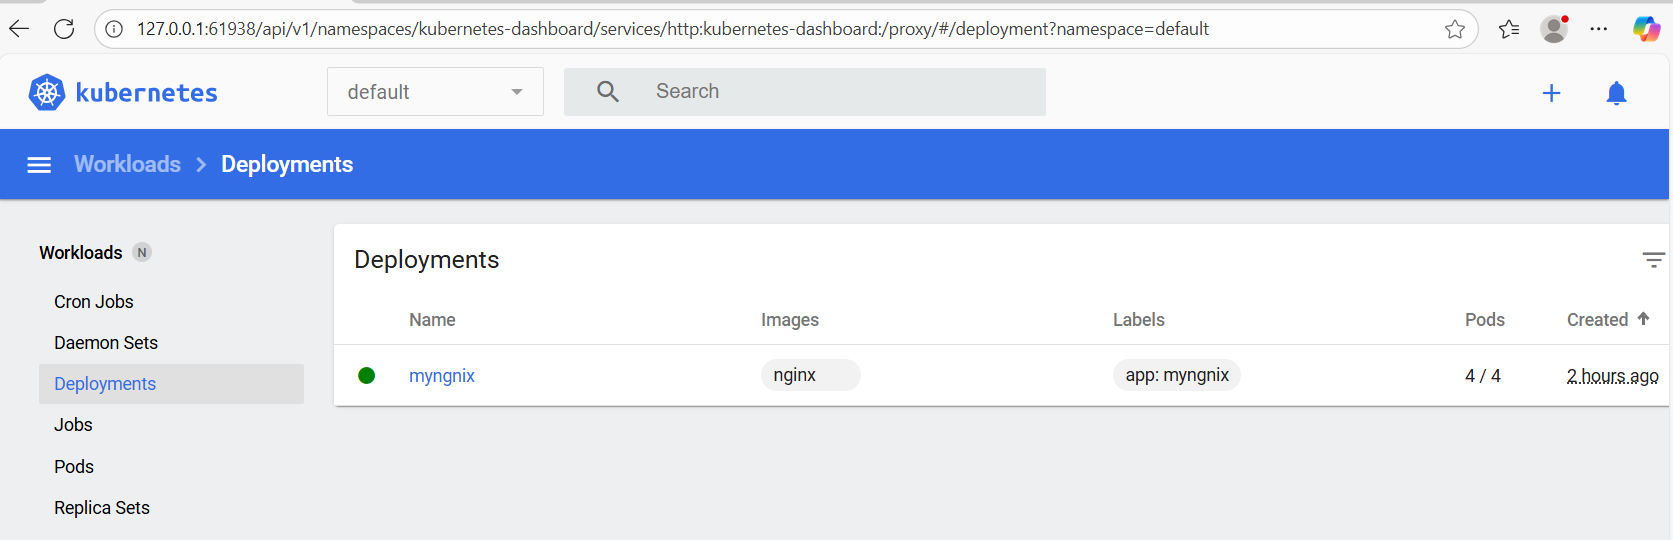 127.0.0.1:61938/api/v1/namespaces/kubernetes-dashboard/services/http:kubernetes-dashboard:/proxy/#/deployment?namespace=default
kubernetes
default
Search
Workloads
Deployments
Workloads N
Cron Jobs
Daemon Sets
Deployments
Jobs
Pods
Replica Sets
Deployments
Name Images Labels Pods Created
myngnix nginx app: myngnix 4 / 4 2 hours ago